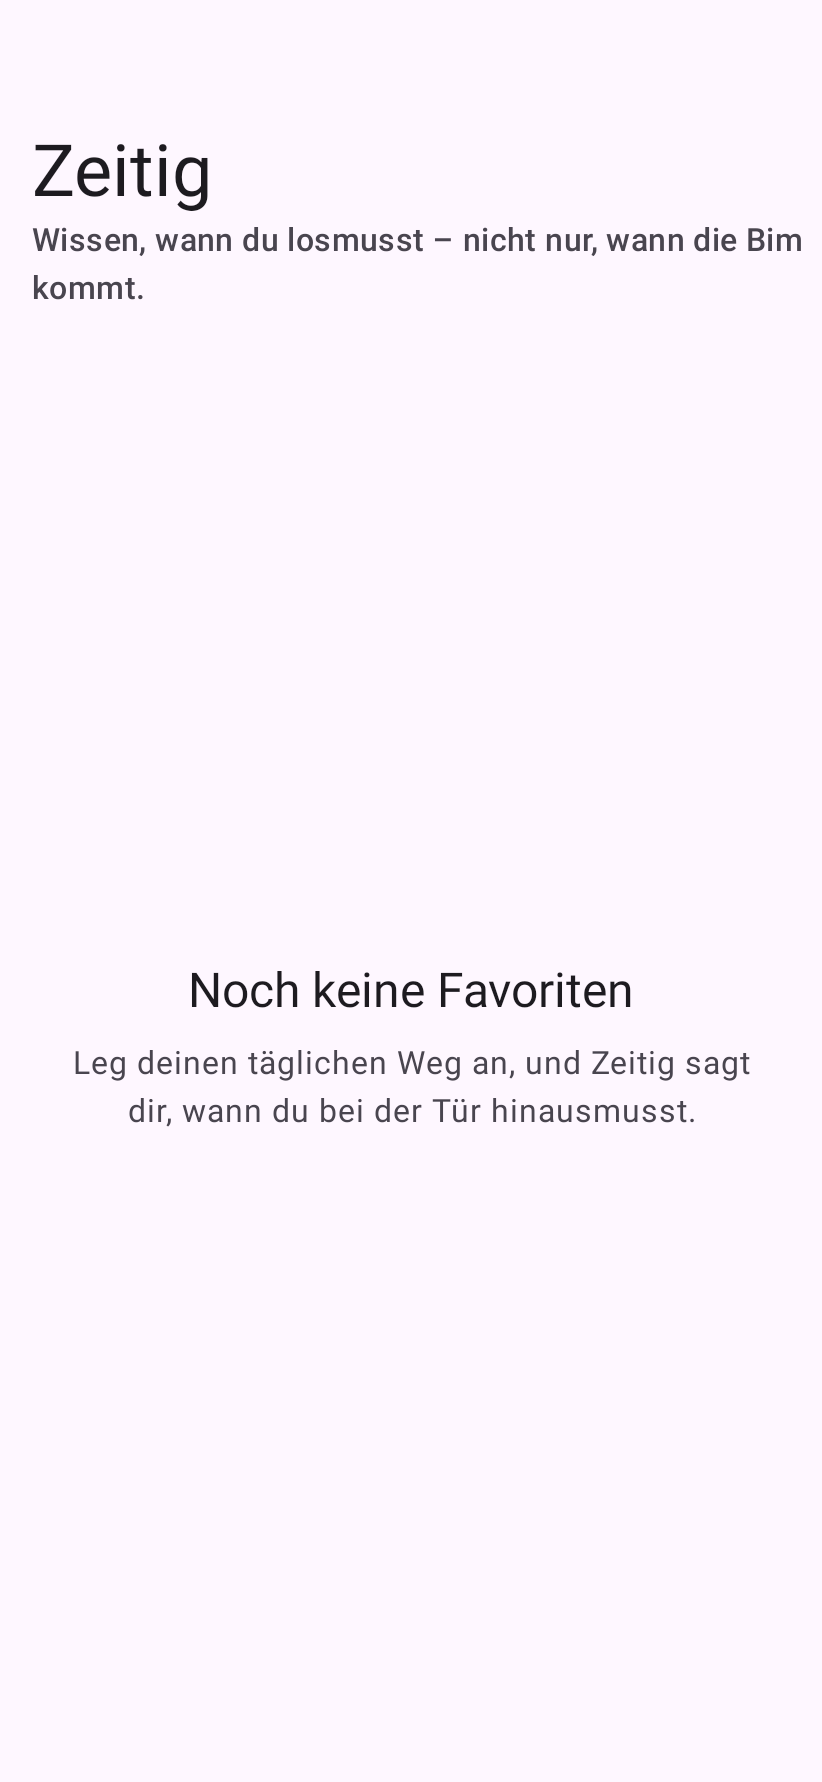 Zeitig
Wissen, wann du losmusst – nicht nur, wann die Bim
kommt.
Noch keine Favoriten
Leg deinen täglichen Weg an, und Zeitig sagt
dir, wann du bei der Tür hinausmusst.